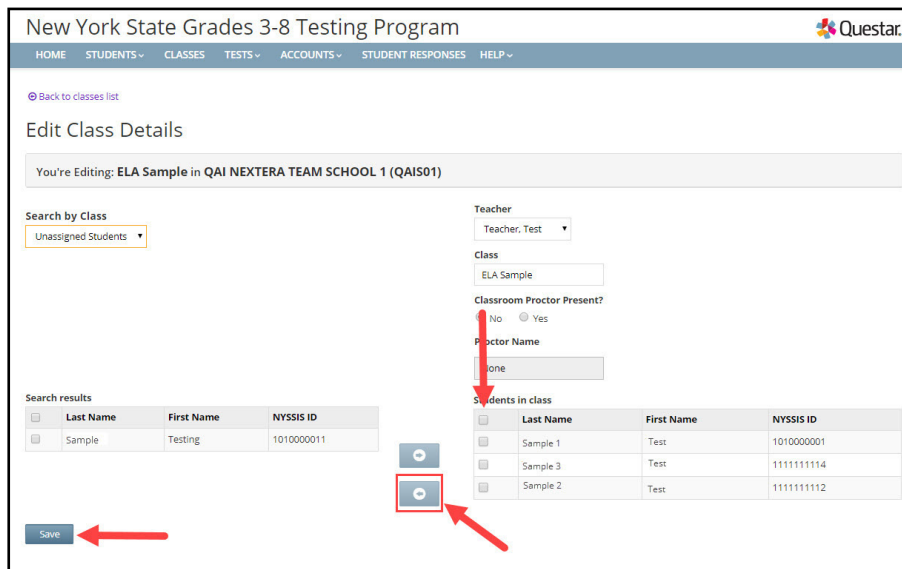 New York State Grades 3-8 Testing Program
Questar.
HOME STUDENTS CLASSES TESTS ACCOUNTS STUDENT RESPONSES HELP
Back to classes list
Edit Class Details
You're Editing: ELA Sample in QAI NEXTERA TEAM SCHOOL 1 (QAIS01)
Search by Class
Unassigned Students
Teacher
Teacher, Test
Class
ELA Sample
Classroom Proctor Present?
No Yes
Proctor Name
None
Search results
Last Name First Name NYSSIS ID
Sample Testing 1010000011
Students in class
Last Name First Name NYSSIS ID
Sample 1 Test 1010000001
Sample 3 Test 1111111114
Sample 2 Test 1111111112
Save